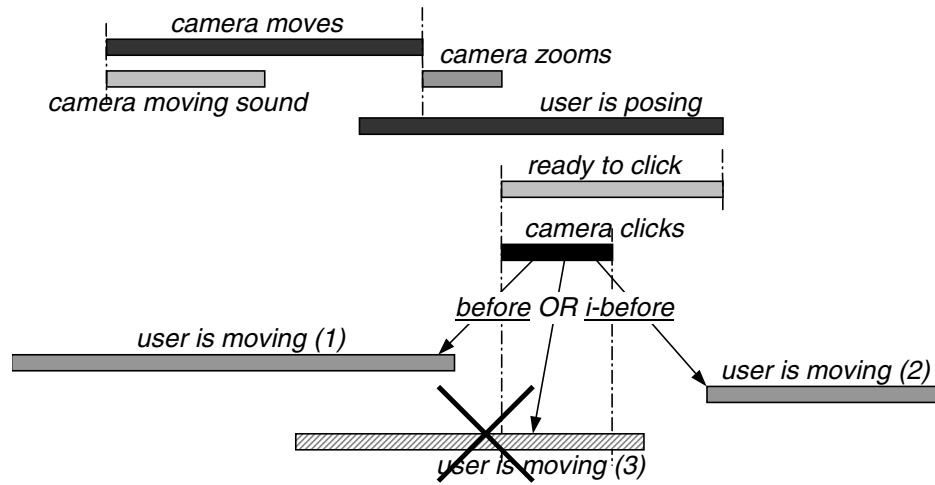 camera moves
camera zooms
camera moving sound
user is posing
ready to click
camera clicks
before OR i-before
user is moving (1)
user is moving (2)
user is moving (3)